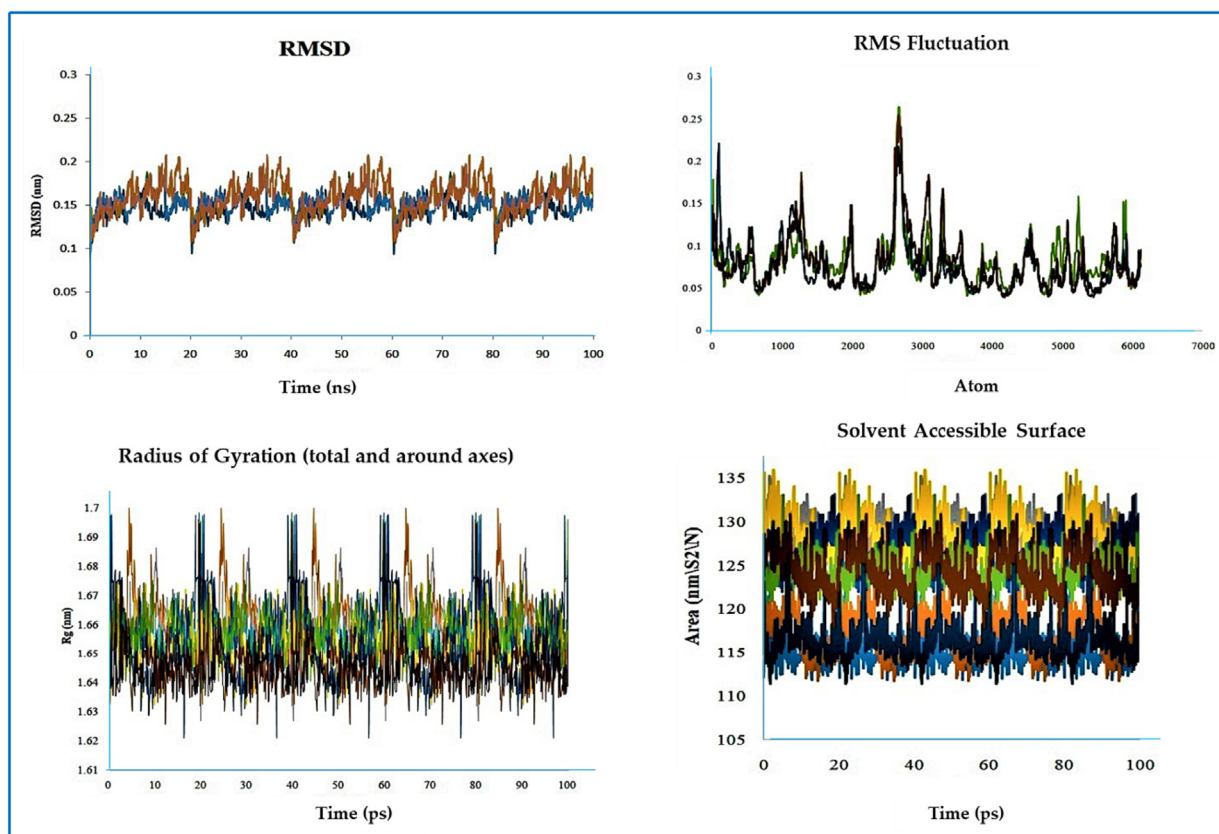 RMSD
0.3
0.25
0.2
0.15
0.1
0.05
0
RMSD (nm)
0 10 20 30 40 50 60 70 80 90 100
Time (ns)
RMS Fluctuation
0.3
0.25
0.2
0.15
0.1
0.05
0
0 1000 2000 3000 4000 5000 6000 7000
Atom
Radius of Gyration (total and around axes)
1.7
1.69
1.68
1.67
1.66
1.65
1.64
1.63
1.62
1.61
Rg (nm)
0 10 20 30 40 50 60 70 80 90 100
Time (ps)
Solvent Accessible Surface
135
130
125
120
115
110
105
Area (nm\S2\N)
0 20 40 60 80 100
Time (ps)